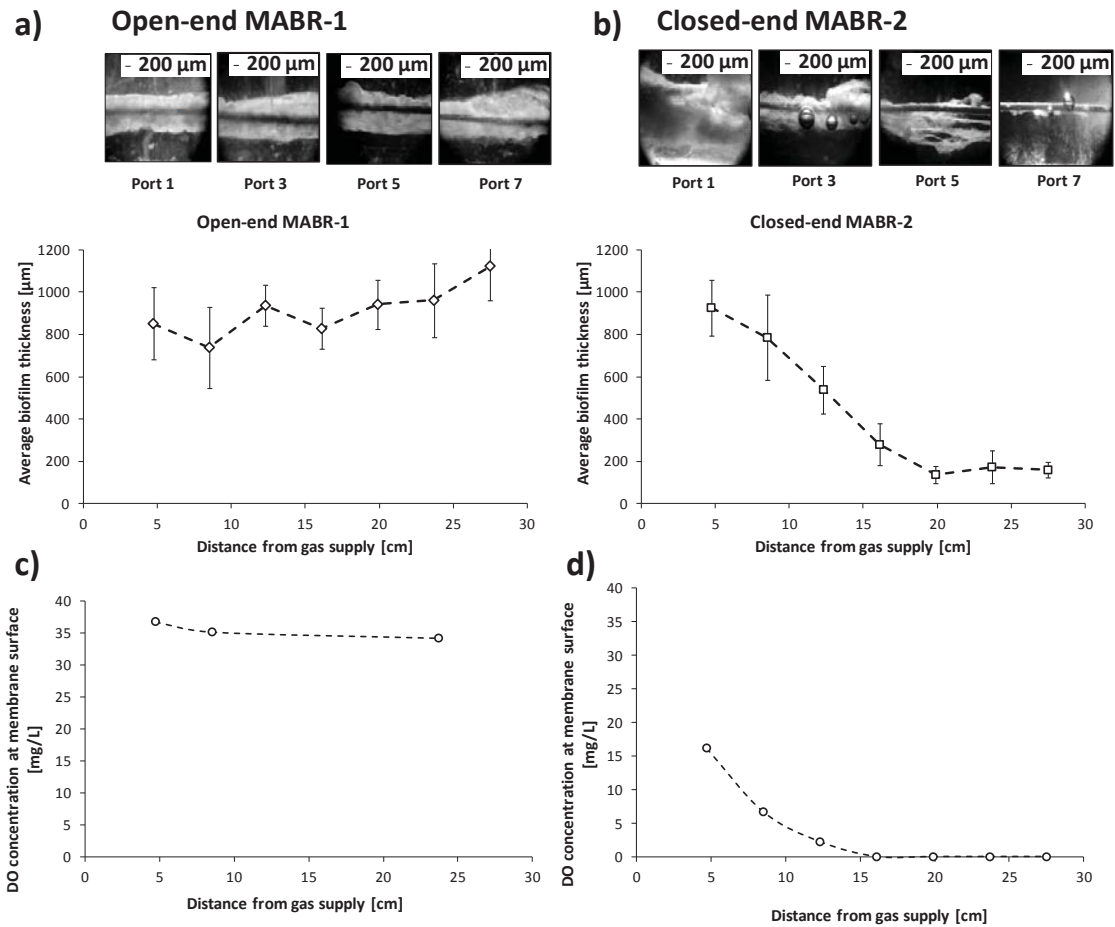 a) Open-end MABR-1
- 200 µm - 200 µm - 200 µm - 200 µm
Port 1 Port 3 Port 5 Port 7
Open-end MABR-1
Average biofilm thickness [µm]
1200
1000
800
600
400
200
0
0 5 10 15 20 25 30
Distance from gas supply [cm]
b) Closed-end MABR-2
- 200 µm - 200 µm - 200 µm - 200 µm
Port 1 Port 3 Port 5 Port 7
Closed-end MABR-2
Average biofilm thickness [µm]
1200
1000
800
600
400
200
0
0 5 10 15 20 25 30
Distance from gas supply [cm]
c)
DO concentration at membrane surface
[mg/L]
40
35
30
25
20
15
10
5
0
0 5 10 15 20 25 30
Distance from gas supply [cm]
d)
DO concentration at membrane surface
[mg/L]
40
35
30
25
20
15
10
5
0
0 5 10 15 20 25 30
Distance from gas supply [cm]